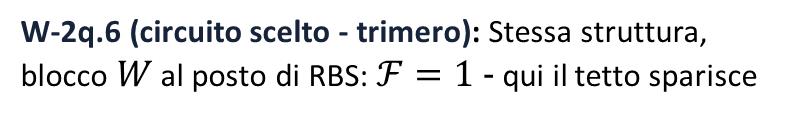 W-2q.6 (circuito scelto - trimero): Stessa struttura,
blocco 𝑊 al posto di RBS: ℱ = 1 - qui il tetto sparisce